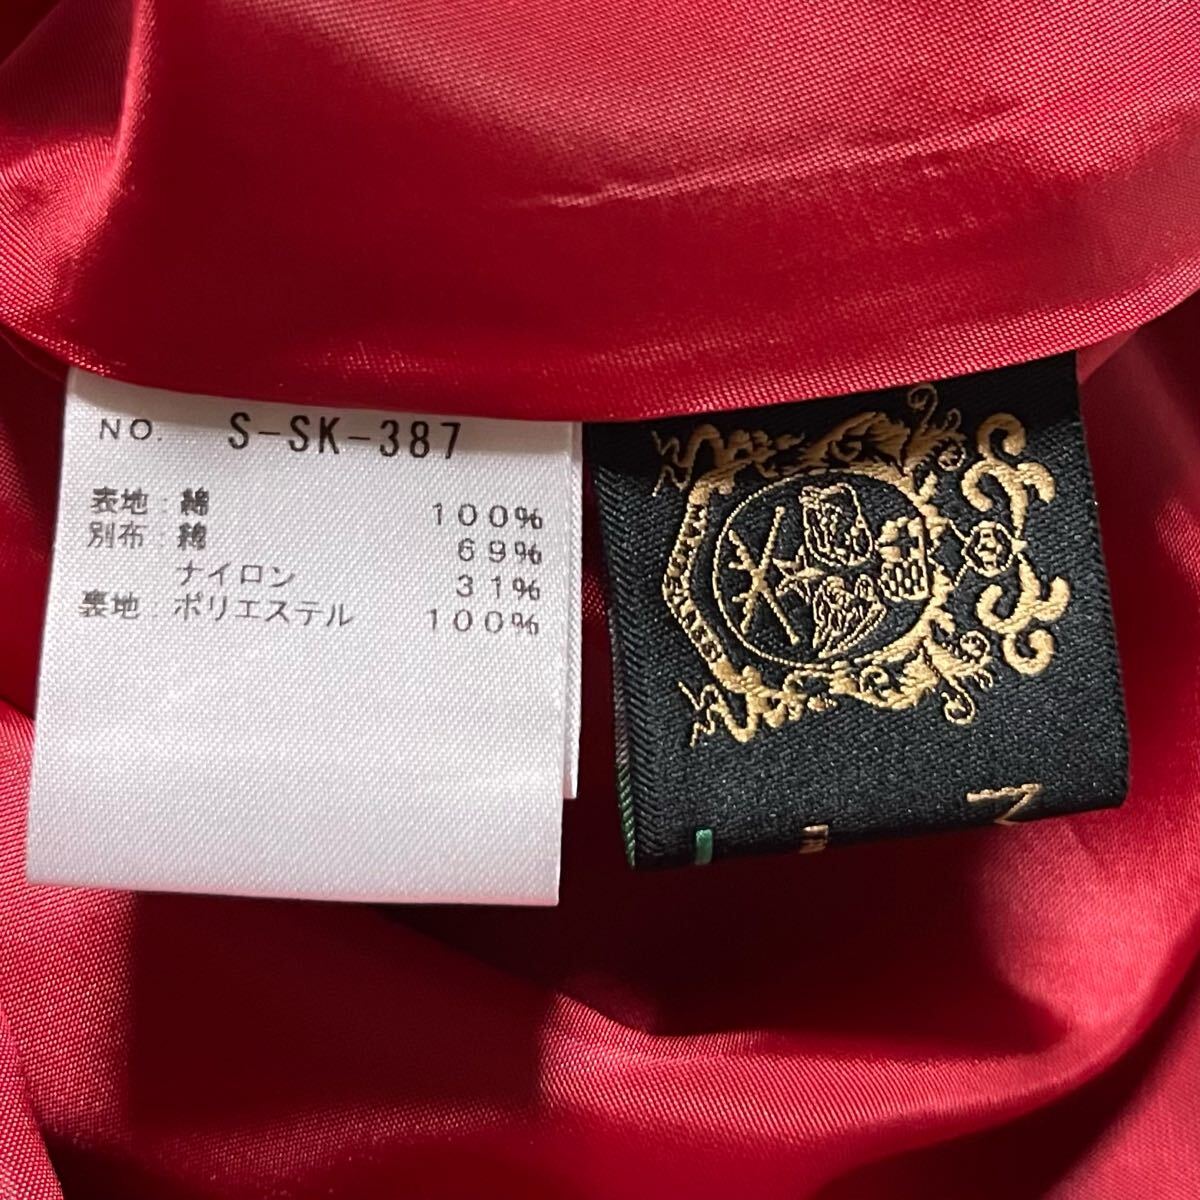 NO. S-SK-387
表地:綿 100%
別布:綿 69%
ナイロン 31%
裏地 ポリエステル 100%